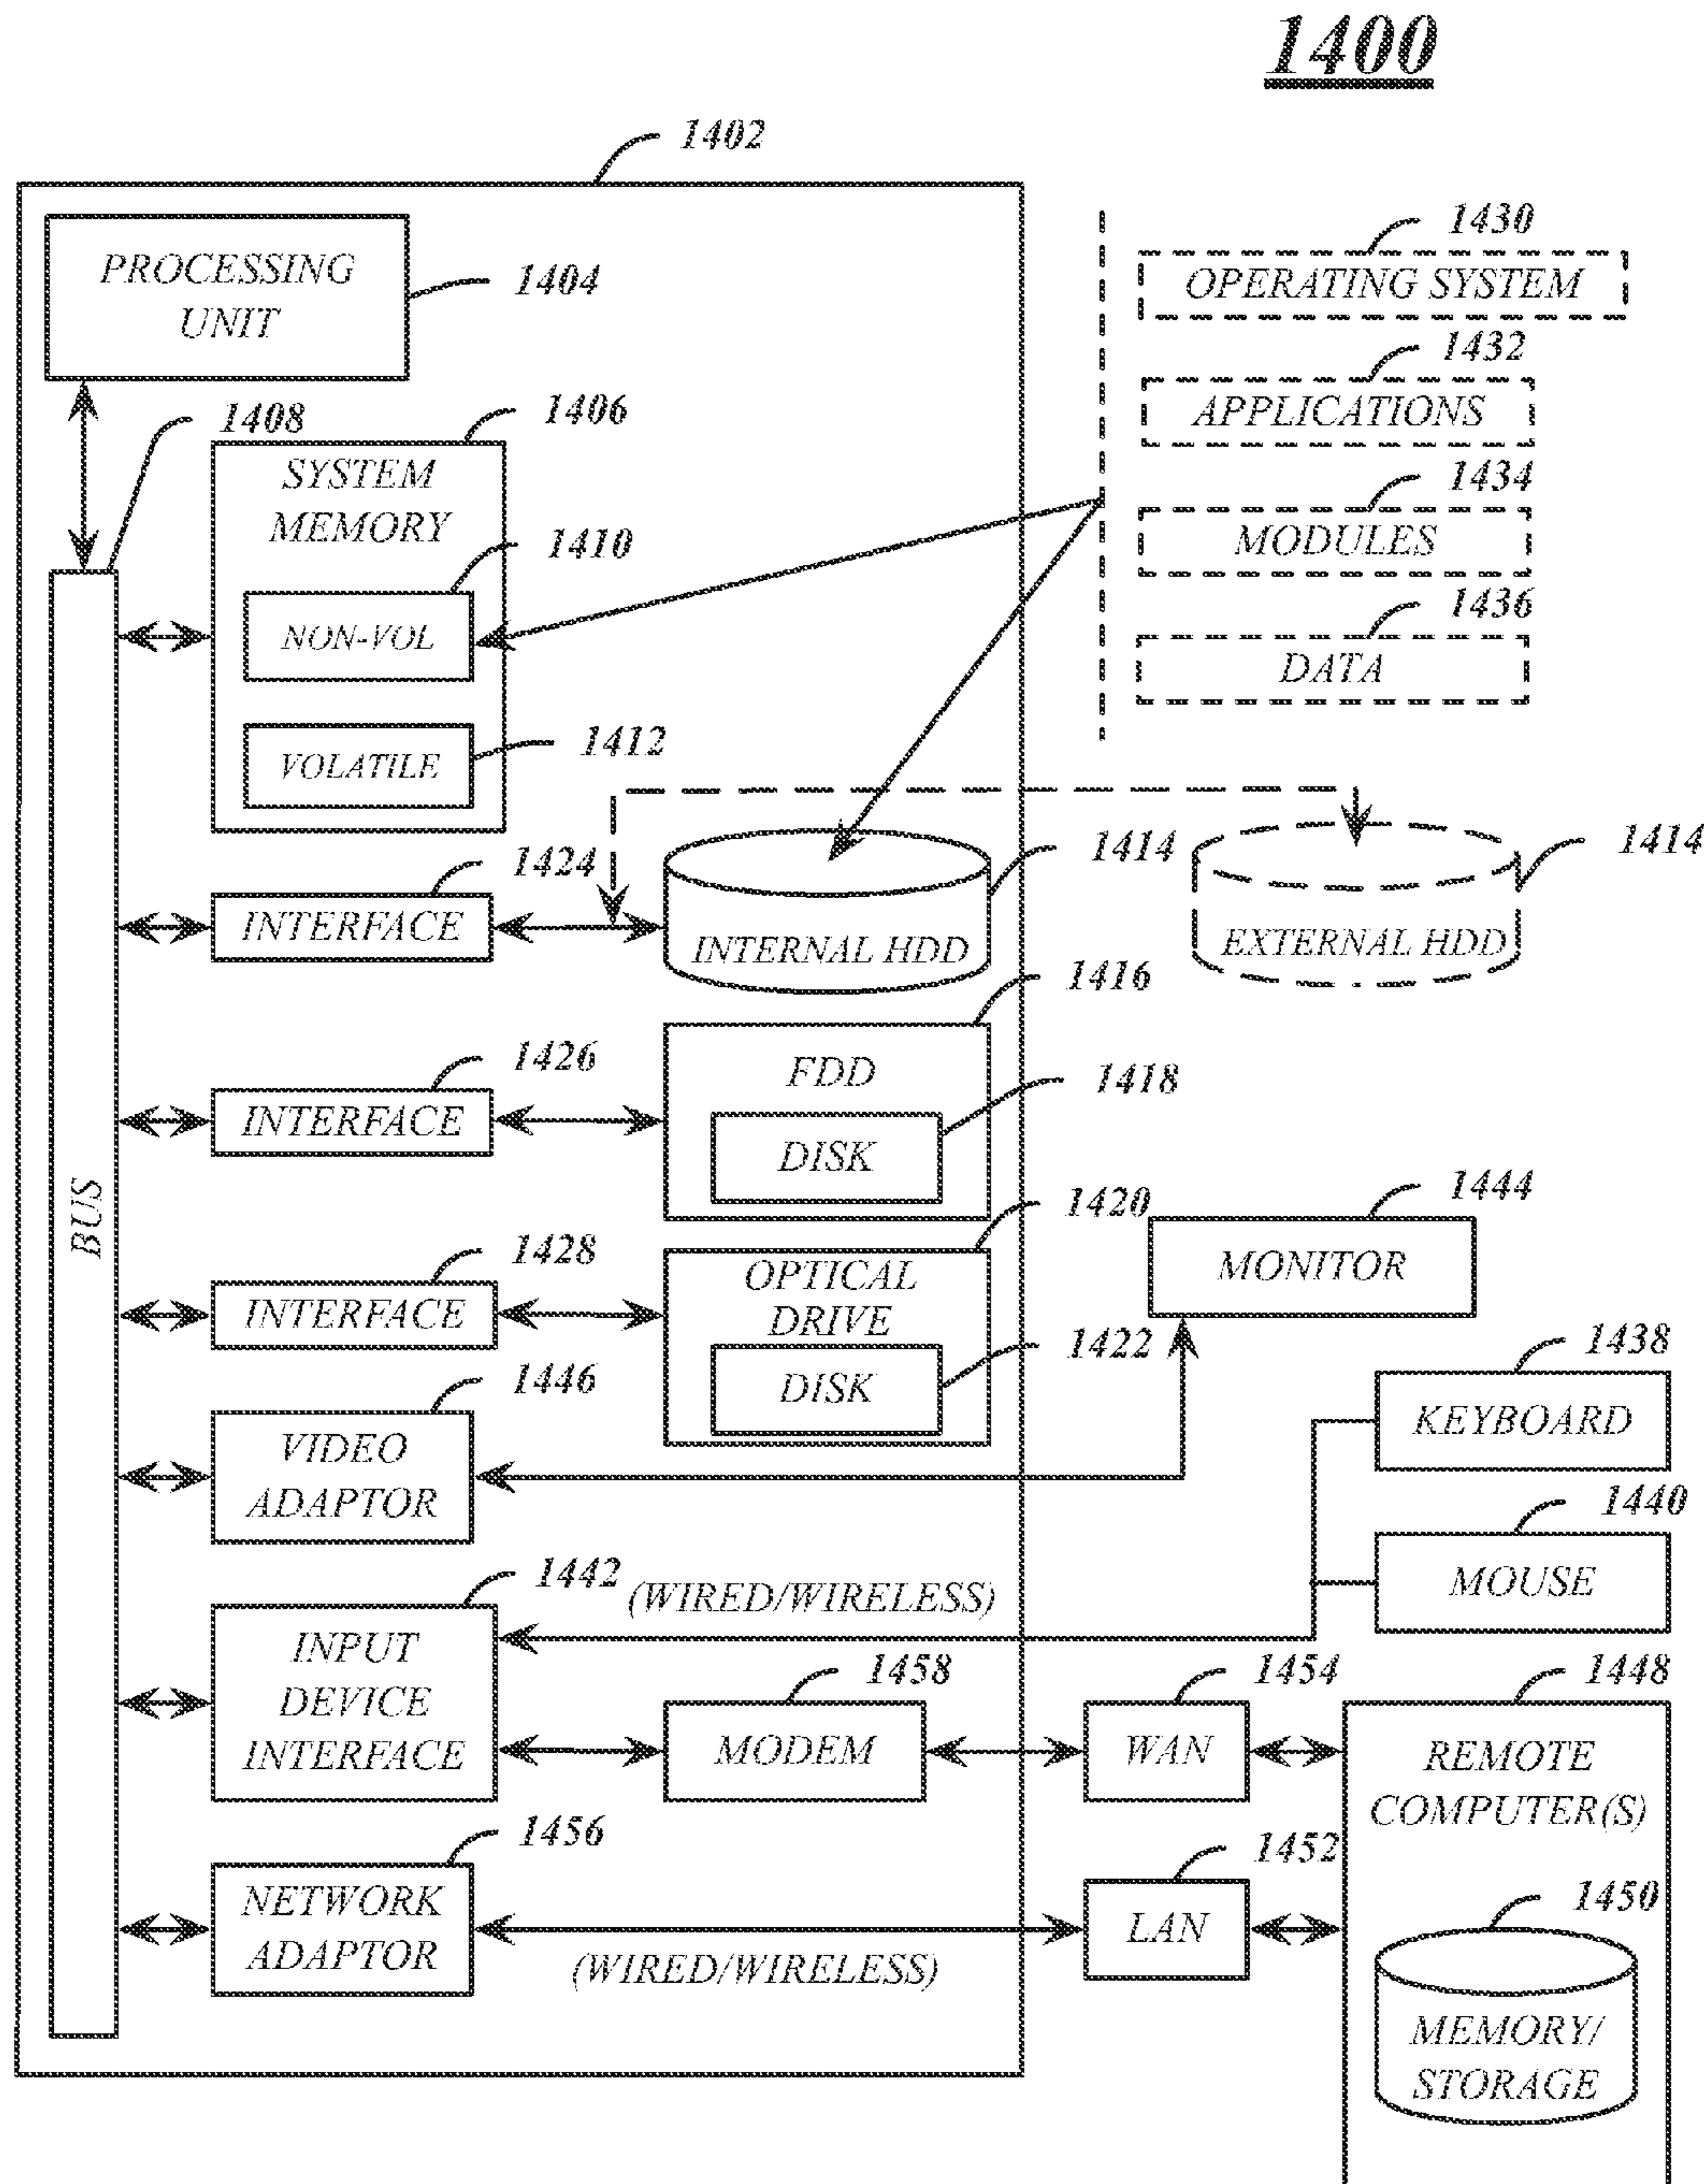 1400
1402
PROCESSING
UNIT
1404
1430
OPERATING SYSTEM
1432
APPLICATIONS
1434
MODULES
1436
DATA
1408
1406
SYSTEM
MEMORY
1410
NON-VOL
1412
VOLATILE
BUS
1424
INTERFACE
1414
INTERNAL HDD
1414
EXTERNAL HDD
1416
FDD
1426
INTERFACE
1418
DISK
1420
OPTICAL
DRIVE
1428
INTERFACE
1422
DISK
1444
MONITOR
1446
VIDEO
ADAPTOR
1438
KEYBOARD
1440
MOUSE
1442
(WIRED/WIRELESS)
INPUT
DEVICE
INTERFACE
1458
MODEM
1454
WAN
1448
REMOTE
COMPUTER(S)
1456
NETWORK
ADAPTOR
(WIRED/WIRELESS)
1452
LAN
1450
MEMORY/
STORAGE